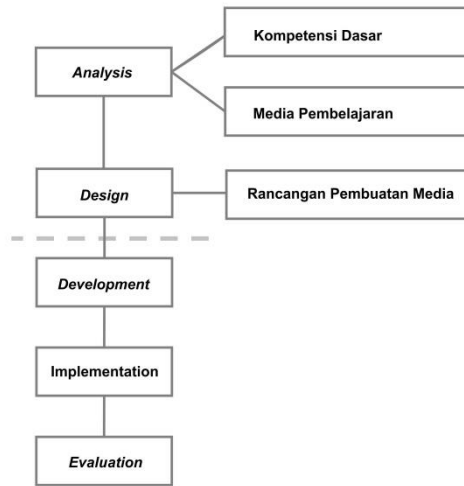 Kompetensi Dasar
Analysis
Media Pembelajaran
Design
Rancangan Pembuatan Media
Development
Implementation
Evaluation